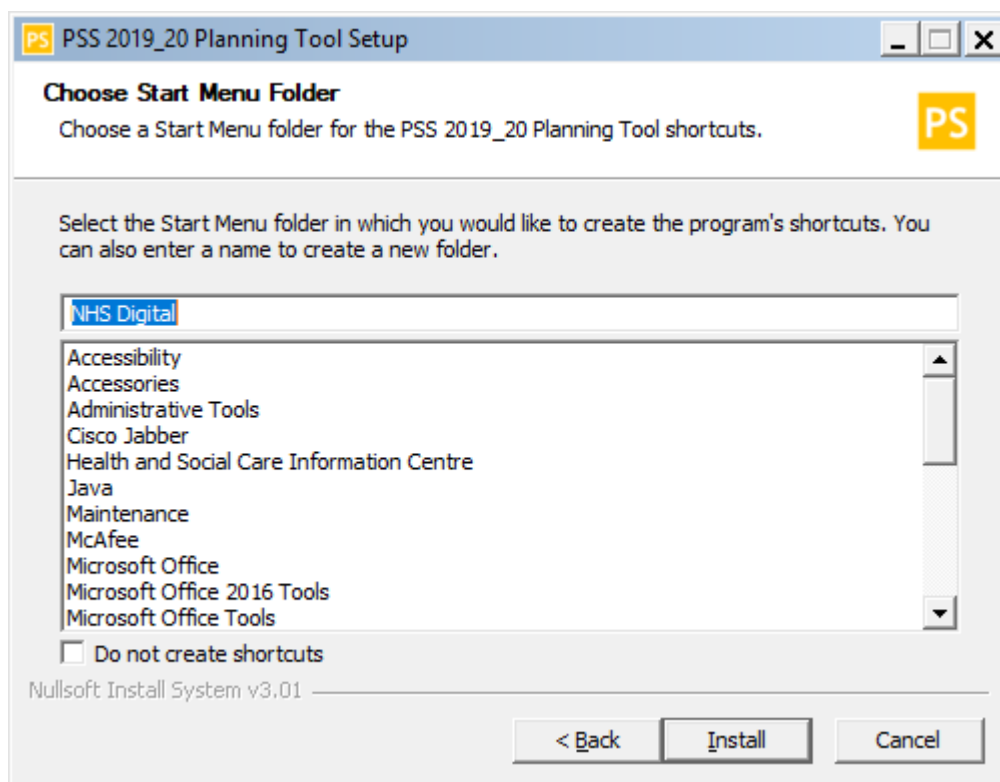 PS PSS 2019_20 Planning Tool Setup
Choose Start Menu Folder
Choose a Start Menu folder for the PSS 2019_20 Planning Tool shortcuts.
PS
Select the Start Menu folder in which you would like to create the program's shortcuts. You
can also enter a name to create a new folder.
NHS Digital
Accessibility
Accessories
Administrative Tools
Cisco Jabber
Health and Social Care Information Centre
Java
Maintenance
McAfee
Microsoft Office
Microsoft Office 2016 Tools
Microsoft Office Tools
Do not create shortcuts
Nullsoft Install System v3.01
< Back Install Cancel